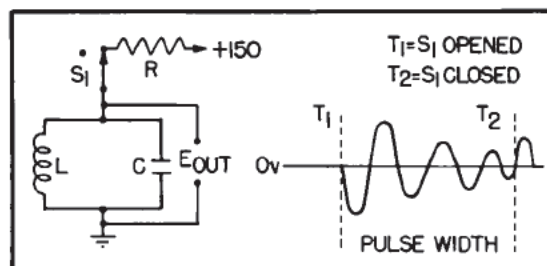 S1
R
+150
L
C
EOUT
T1=S1 OPENED
T2=S1 CLOSED
T1
T2
0v
PULSE WIDTH